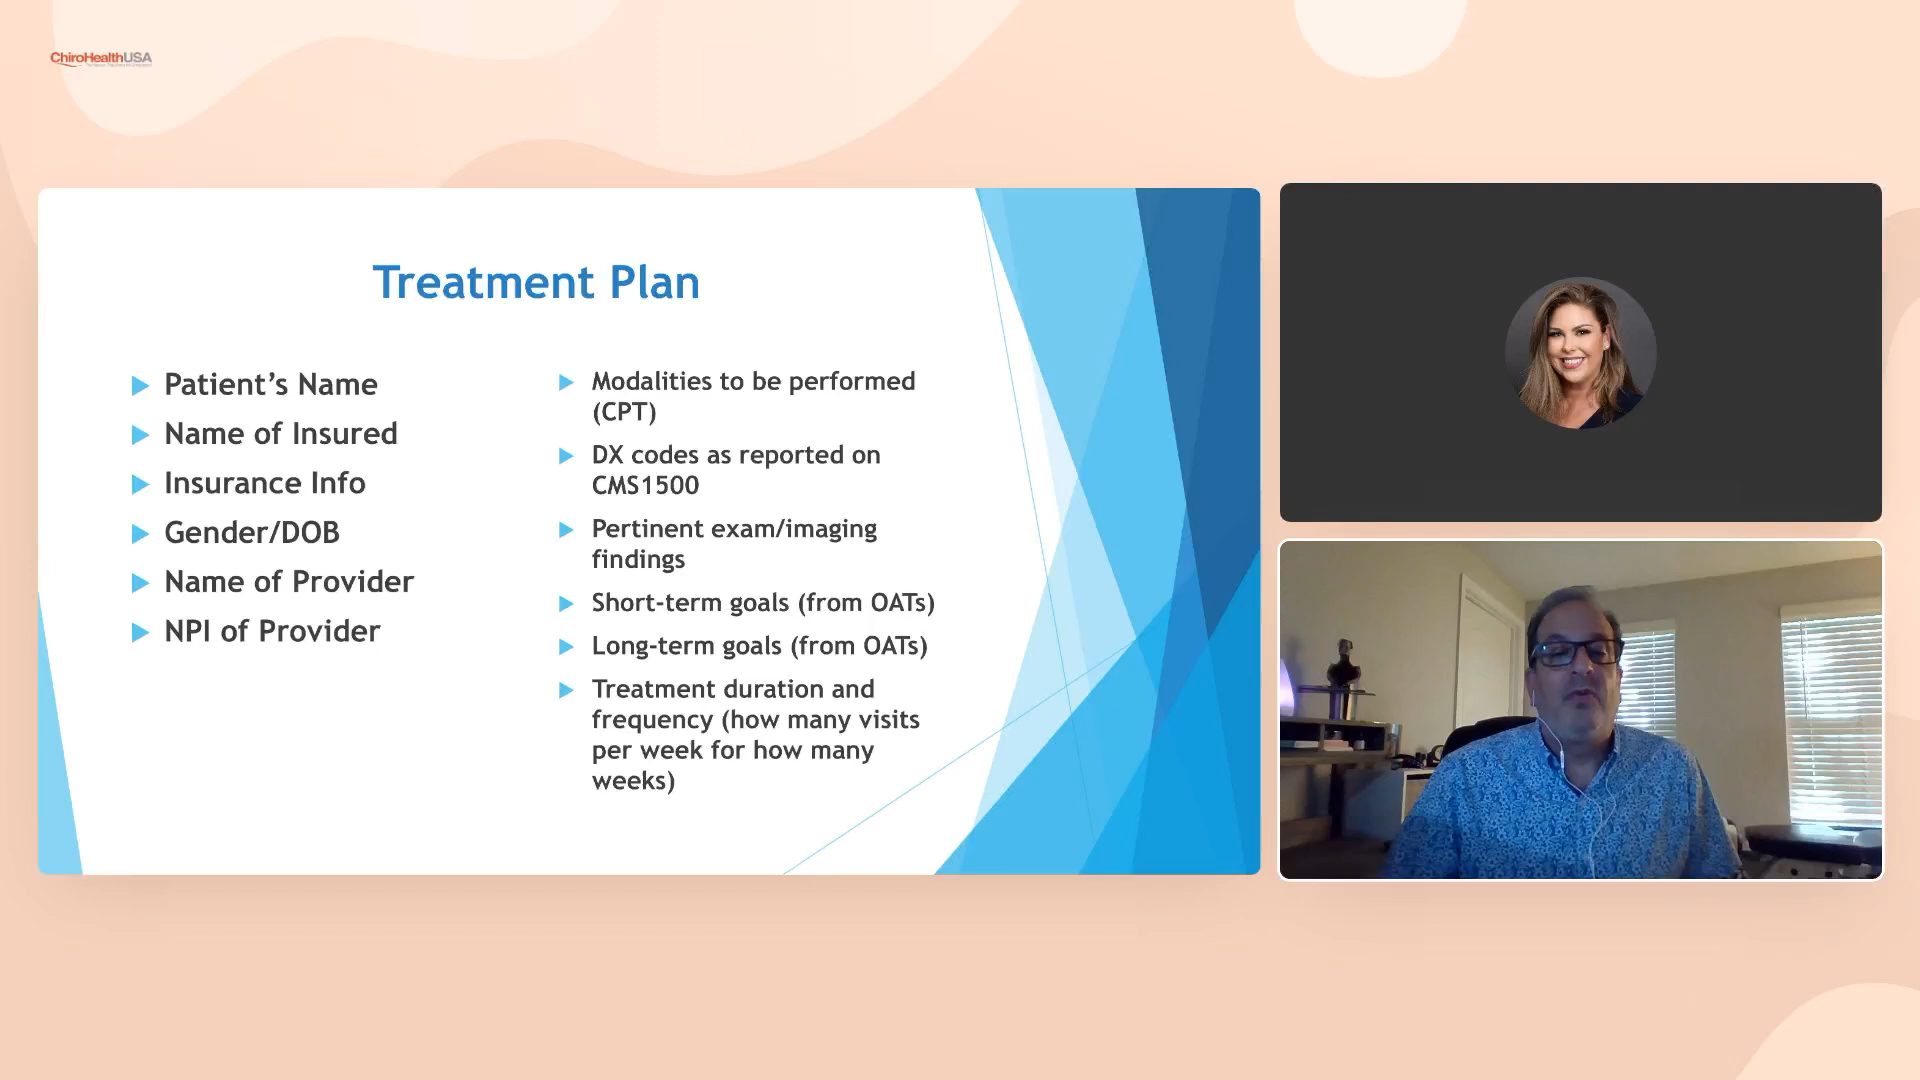 ChiroHealthUSA
Treatment Plan
Patient’s Name
Name of Insured
Insurance Info
Gender/DOB
Name of Provider
NPI of Provider
Modalities to be performed
(CPT)
DX codes as reported on
CMS1500
Pertinent exam/imaging
findings
Short-term goals (from OATs)
Long-term goals (from OATs)
Treatment duration and
frequency (how many visits
per week for how many
weeks)